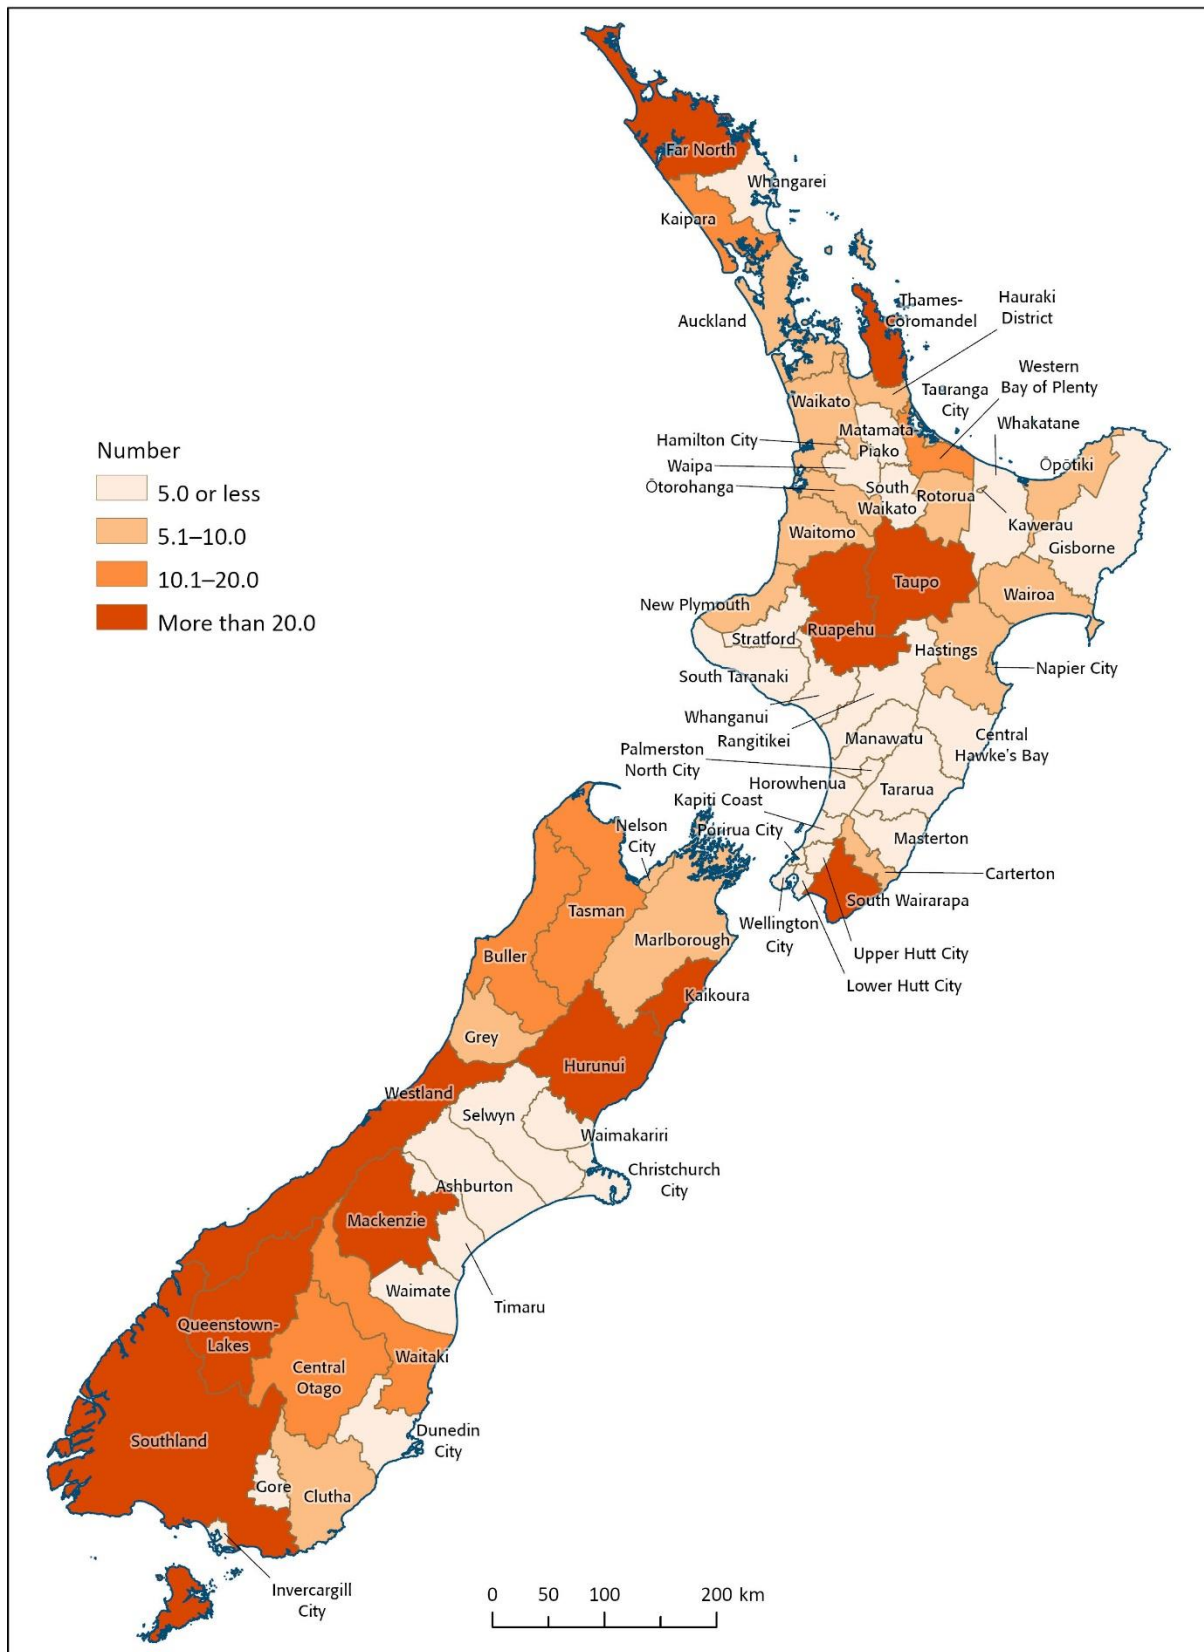 Far North
Whangarei
Kaipara
Auckland
Thames-
Coromandel
Hauraki
District
Western
Bay of Plenty
Tauranga
City
Whakatane
Waikato
Matamata
Piako
Hamilton City
Waipa
Ōtorohanga
South
Waikato
Rotorua
Ōpōtiki
Kawerau
Gisborne
Waitomo
Taupo
Wairoa
New Plymouth
Ruapehu
Stratford
Hastings
Napier City
South Taranaki
Whanganui
Rangitikei
Manawatu
Central
Hawke's Bay
Palmerston
North City
Horowhenua
Tararua
Kapiti Coast
Porirua City
Masterton
Carterton
South Wairarapa
Wellington
City
Upper Hutt City
Lower Hutt City
Number
5.0 or less
5.1–10.0
10.1–20.0
More than 20.0
Nelson
City
Tasman
Marlborough
Buller
Kaikoura
Grey
Hurunui
Westland
Selwyn
Waimakariri
Christchurch
City
Ashburton
Mackenzie
Timaru
Waimate
Queenstown-
Lakes
Waitaki
Central
Otago
Dunedin
City
Southland
Gore
Clutha
Invercargill
City
0 50 100 200 km